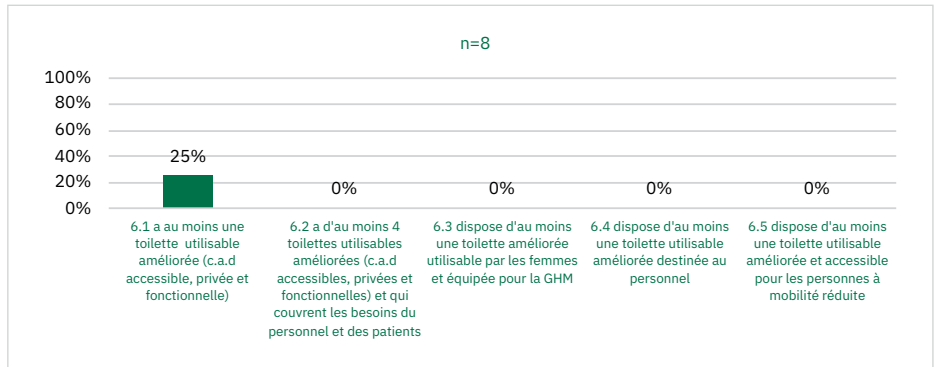 n=8
100%
80%
60%
40%
20%
0%
25%
0%
0%
0%
0%
6.1 a au moins une
toilette utilisable
améliorée (c.a.d
accessible, privée et
fonctionnelle)
6.2 a d'au moins 4
toilettes utilisables
améliorées (c.a.d
accessibles, privées et
fonctionnelles) et qui
couvrent les besoins du
personnel et des patients
6.3 dispose d'au moins
une toilette améliorée
utilisable par les femmes
et équipée pour la GHM
6.4 dispose d'au moins
une toilette utilisable
améliorée destinée au
personnel
6.5 dispose d'au moins
une toilette utilisable
améliorée et accessible
pour les personnes à
mobilité réduite